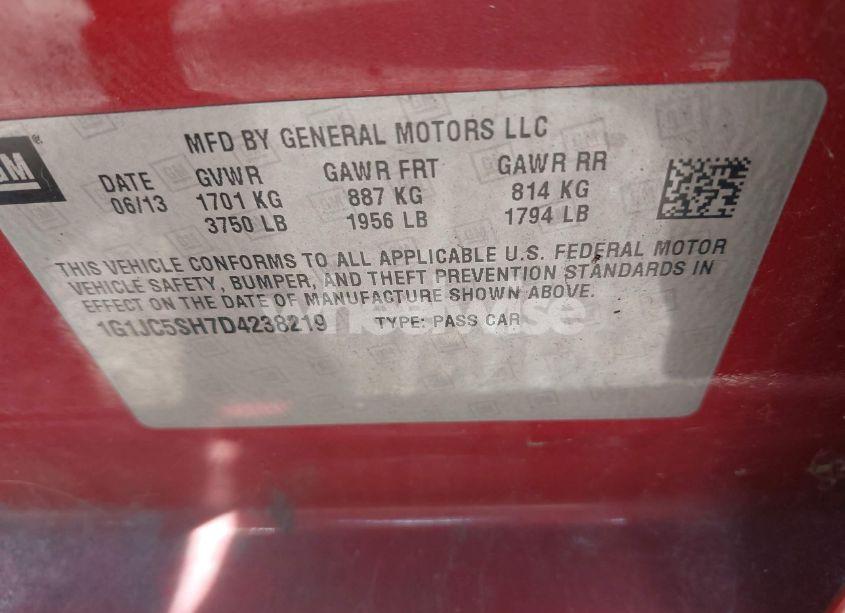 MFD BY GENERAL MOTORS LLC
GM®
DATE GVWR GAWR FRT GAWR RR
06/13 1701 KG 887 KG 814 KG
3750 LB 1956 LB 1794 LB
THIS VEHICLE CONFORMS TO ALL APPLICABLE U.S. FEDERAL MOTOR
VEHICLE SAFETY, BUMPER, AND THEFT PREVENTION STANDARDS IN
EFFECT ON THE DATE OF MANUFACTURE SHOWN ABOVE.
1G1JC5SH7D4238219 TYPE: PASS CAR